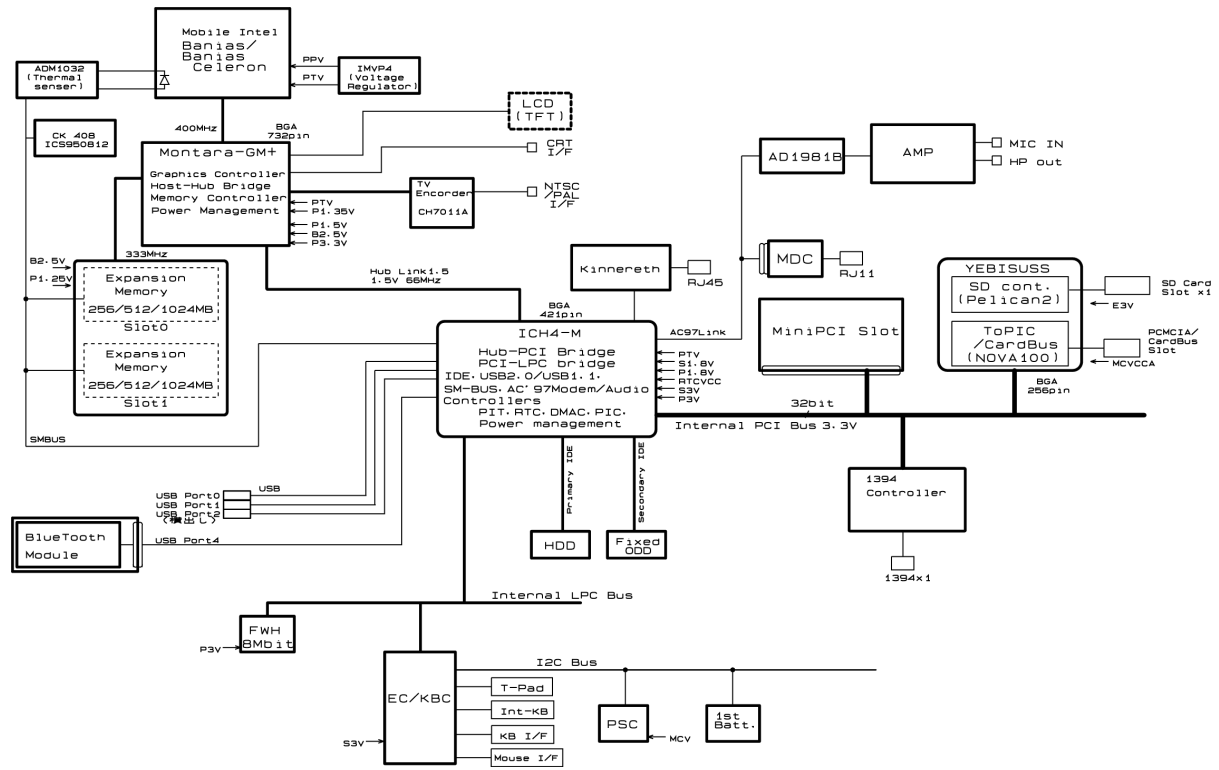 Mobile Intel
Banias/
Banias
Celeron
ADM1032
(Thermal
senser)
PPV
PTV
IMVP4
(Voltage
Regulator)
CK 408
ICS950812
400MHz
BGA
732pin
LCD
(TFT)
Montara-GM+
Graphics Controller
Host-Hub Bridge
Memory Controller
Power Management
CRT
I/F
TV
Encorder
CH7011A
NTSC
/PAL
I/F
PTV
P1.35V
P1.5V
B2.5V
P3.3V
AD1981B
AMP
MIC IN
HP out
333MHz
B2.5V
P1.25V
Expansion
Memory
256/512/1024MB
Slot0
Expansion
Memory
256/512/1024MB
Slot1
Hub Link1.5
1.5V 66MHz
Kinnereth
RJ45
MDC
RJ11
BGA
421pin
ICH4-M
Hub-PCI Bridge
PCI-LPC bridge
IDE.USB2.0/USB1.1.
SM-BUS.AC'97Modem/Audio
Controllers
PIT.RTC.DMAC.PIC.
Power management
AC97Link
PTV
S1.8V
P1.8V
RTCVCC
S3V
P3V
MiniPCI Slot
YEBISUSS
SD cont.
(Pelican2)
ToPIC
/CardBus
(NOVA100)
SD Card
Slot x1
E3V
PCMCIA/
CardBus
Slot
MCVCCA
BGA
256pin
32bit
Internal PCI Bus 3.3V
SMBUS
USB
USB Port0
USB Port1
USB Port2
(横出し)
BlueTooth
Module
USB Port4
Primary IDE
Secondary IDE
HDD
Fixed
ODD
1394
Controller
1394x1
Internal LPC Bus
FWH
8Mbit
P3V
EC/KBC
S3V
I2C Bus
T-Pad
Int-KB
KB I/F
Mouse I/F
PSC
MCV
1st
Batt.